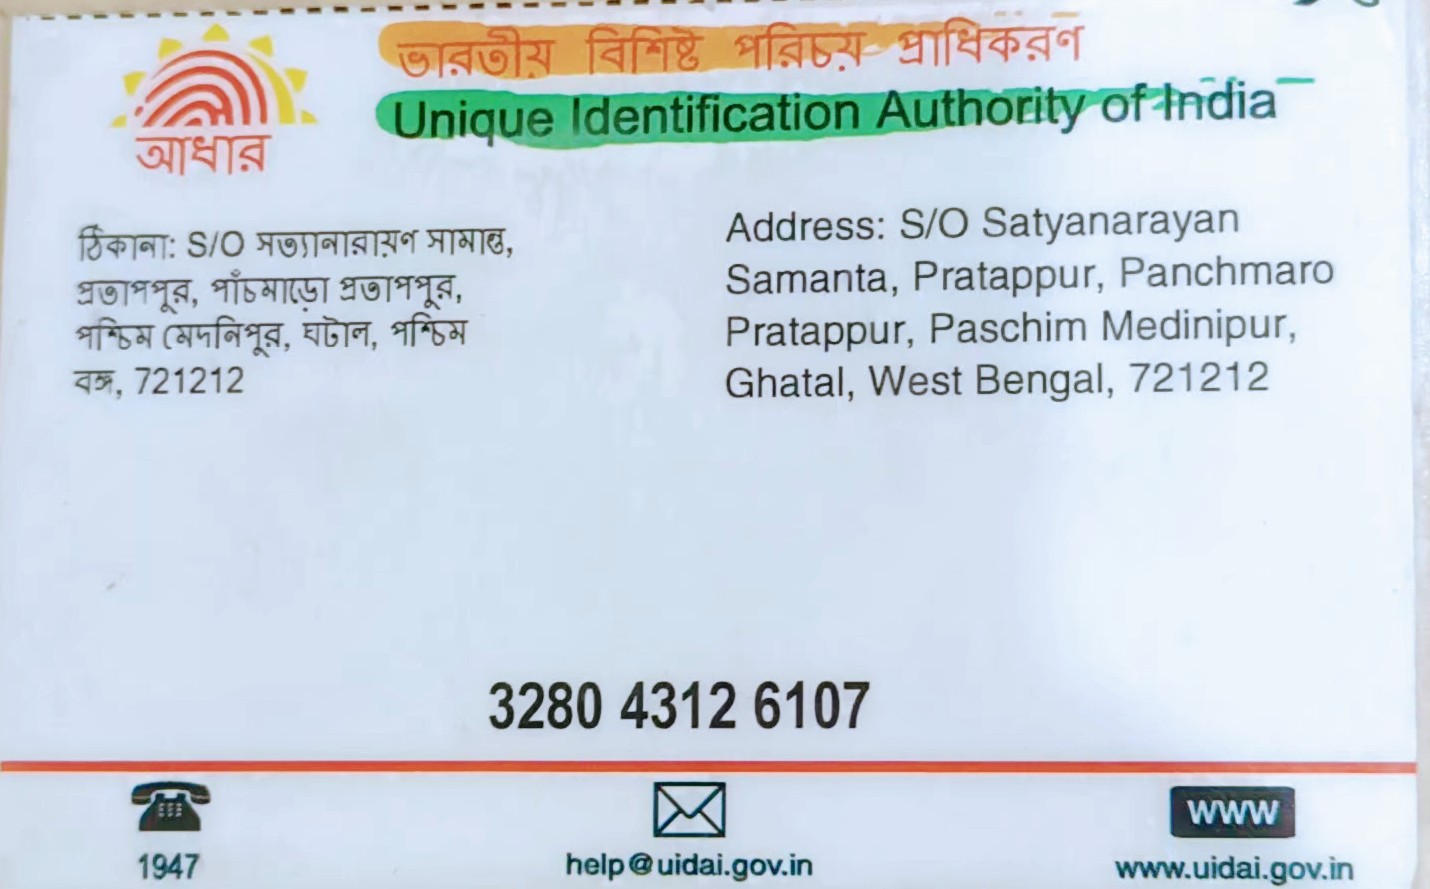 ভারতীয় বিশিষ্ট পরিচয় প্রাধিকরণ
Unique Identification Authority of India
আধার
ঠিকানা: S/O সত্যানারায়ণ সামান্ত,
প্রতাপপুর, পাঁচমাড়ো প্রতাপপুর,
পশ্চিম মেদনিপুর, ঘটাল, পশ্চিম
বঙ্গ, 721212
Address: S/O Satyanarayan
Samanta, Pratappur, Panchmaro
Pratappur, Paschim Medinipur,
Ghatal, West Bengal, 721212
3280 4312 6107
1947
help@uidai.gov.in
WWW
www.uidai.gov.in